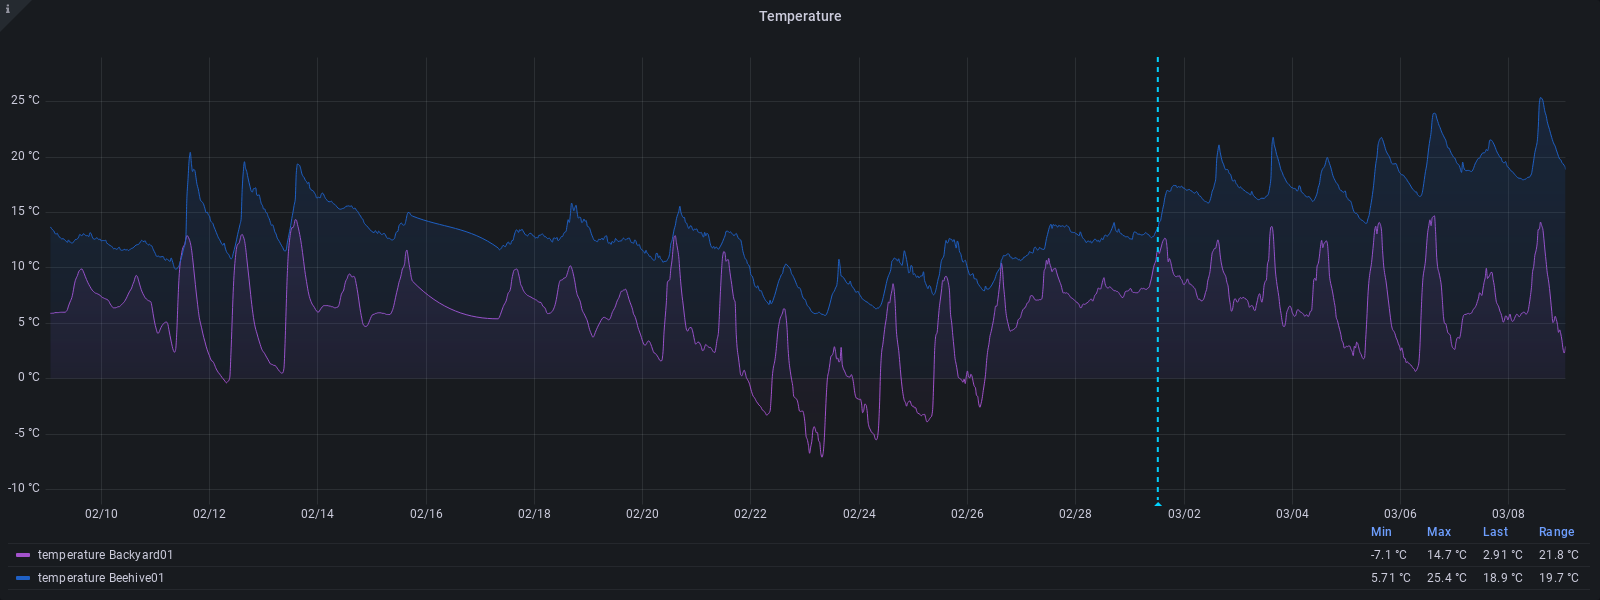 i
Temperature
25 °C
20 °C
15 °C
10 °C
5 °C
0 °C
-5 °C
-10 °C
02/10 02/12 02/14 02/16 02/18 02/20 02/22 02/24 02/26 02/28 03/02 03/04 03/06 03/08
Min Max Last Range
temperature Backyard01 -7.1 °C 14.7 °C 2.91 °C 21.8 °C
temperature Beehive01 5.71 °C 25.4 °C 18.9 °C 19.7 °C